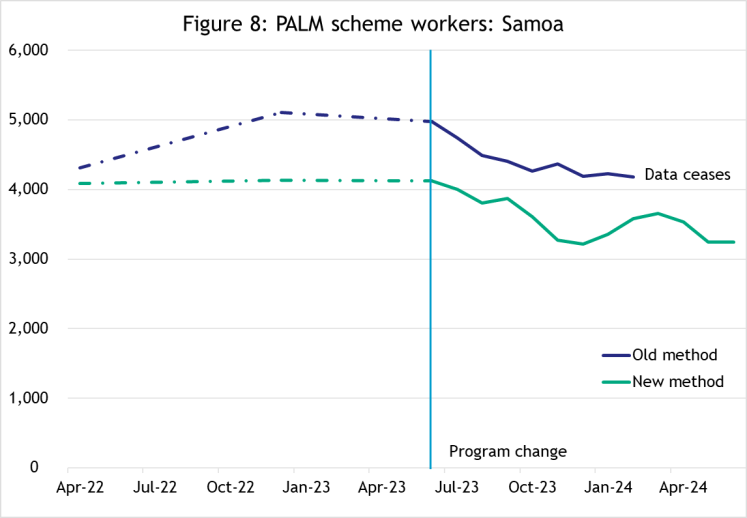 Figure 8: PALM scheme workers: Samoa
6,000
5,000
4,000
3,000
2,000
1,000
0
Data ceases
Old method
New method
Program change
Apr-22 Jul-22 Oct-22 Jan-23 Apr-23 Jul-23 Oct-23 Jan-24 Apr-24